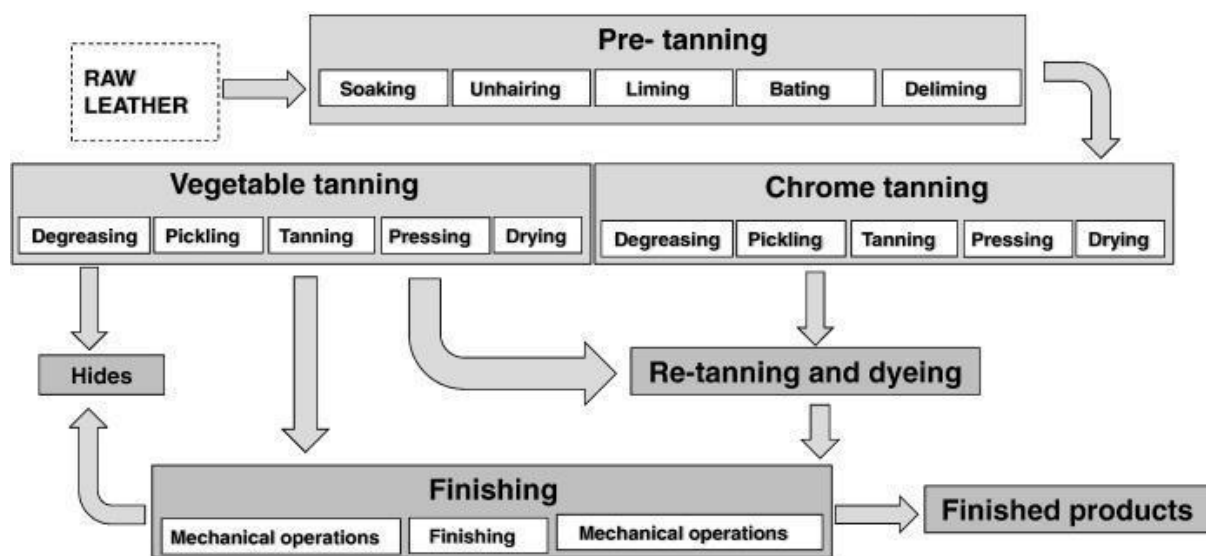 Pre- tanning
RAW
LEATHER
Soaking
Unhairing
Liming
Bating
Deliming
Vegetable tanning
Degreasing
Pickling
Tanning
Pressing
Drying
Chrome tanning
Degreasing
Pickling
Tanning
Pressing
Drying
Hides
Re-tanning and dyeing
Finishing
Mechanical operations
Finishing
Mechanical operations
Finished products